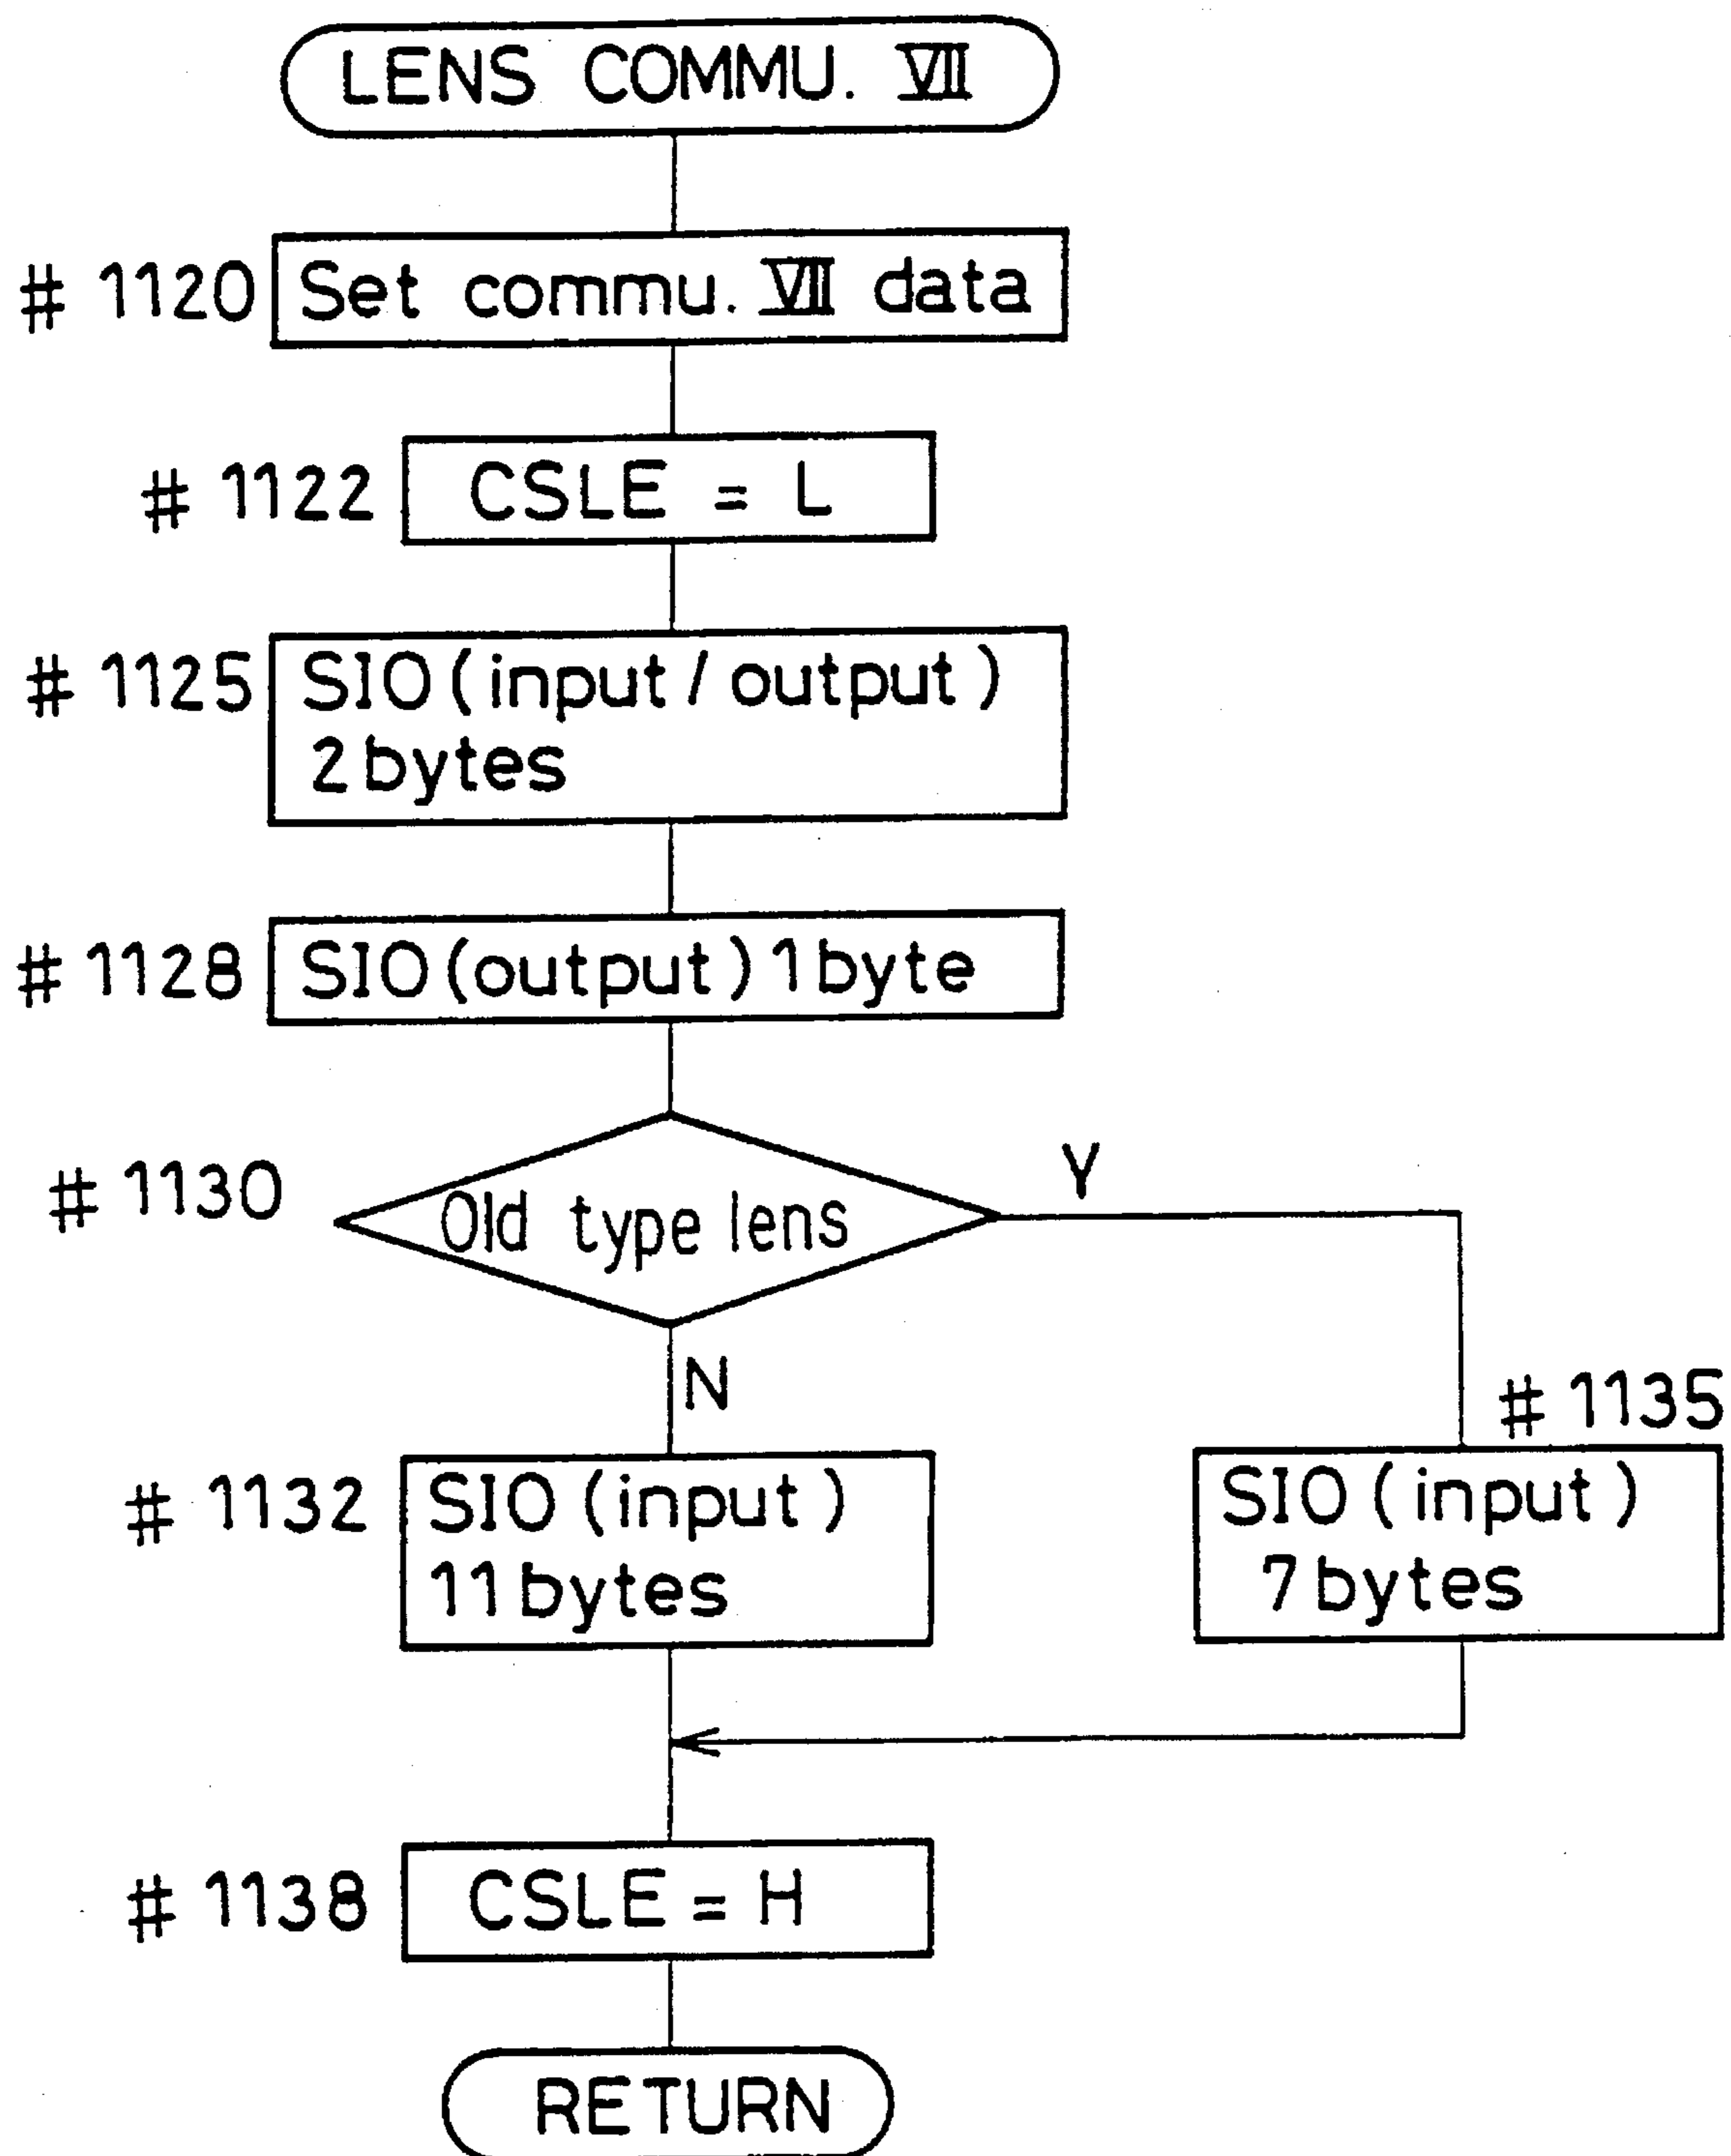 LENS COMMU. VII
# 1120 Set commu. VII data
# 1122 CSLE = L
# 1125 SIO (input / output)
2 bytes
# 1128 SIO (output) 1 byte
# 1130 Old type lens
Y
N
# 1132 SIO (input)
11 bytes
# 1135
SIO (input)
7 bytes
# 1138 CSLE = H
RETURN